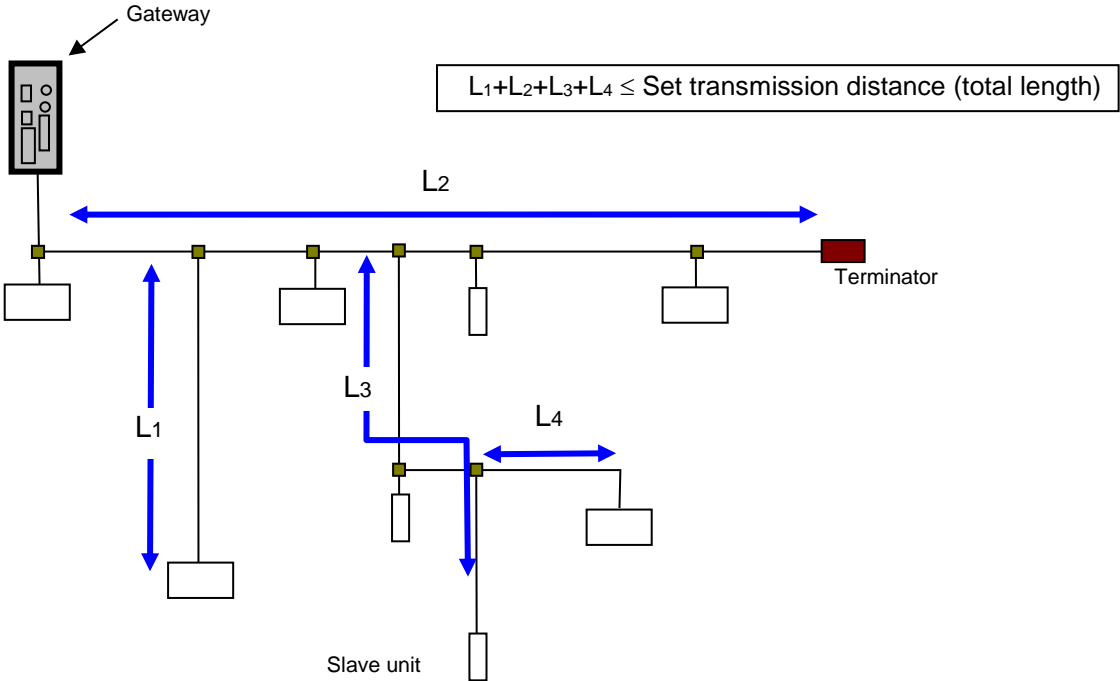 Gateway
L1+L2+L3+L4 ≤ Set transmission distance (total length)
L2
Terminator
L3
L1
L4
Slave unit